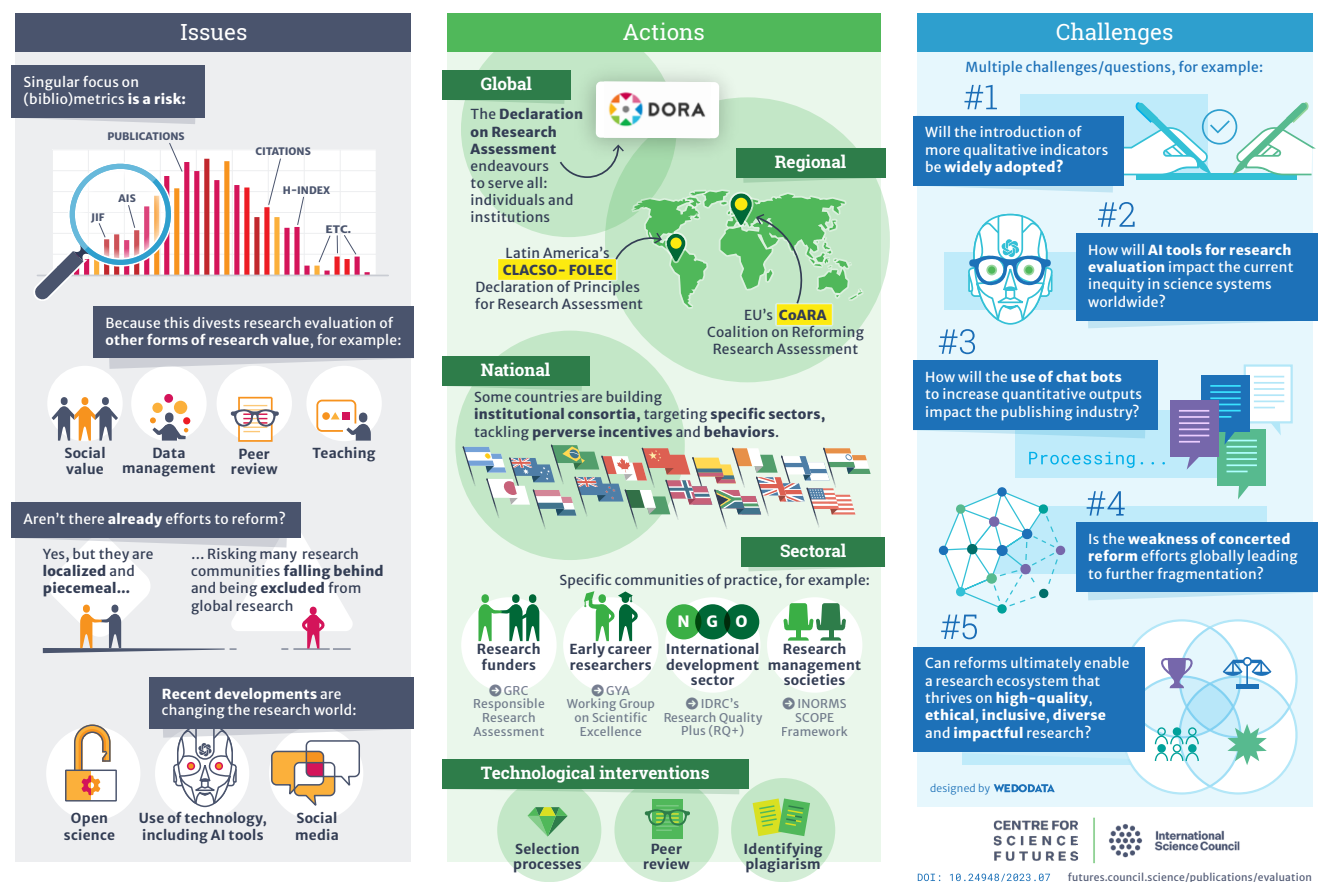 Issues
Singular focus on
(biblio)metrics is a risk:
PUBLICATIONS
CITATIONS
H-INDEX
AIS
JIF
ETC.
Because this divests research evaluation of
other forms of research value, for example:
Social
value
Data
management
Peer
review
Teaching
Aren't there already efforts to reform?
Yes, but they are
localized and
piecemeal...
... Risking many research
communities falling behind
and being excluded from
global research
Recent developments are
changing the research world:
Open
science
Use of technology,
including AI tools
Social
media
Actions
Global
The Declaration
on Research
Assessment
endeavours
to serve all:
individuals and
institutions
DORA
Regional
Latin America's
CLACSO- FOLEC
Declaration of Principles
for Research Assessment
EU's CoARA
Coalition on Reforming
Research Assessment
National
Some countries are building
institutional consortia, targeting specific sectors,
tackling perverse incentives and behaviors.
Sectoral
Specific communities of practice, for example:
Research
funders
GRC
Responsible
Research
Assessment
Early career
researchers
GYA
Working Group
on Scientific
Excellence
N G O
International
development
sector
IDRC's
Research Quality
Plus (RQ+)
Research
management
societies
INORMS
SCOPE
Framework
Technological interventions
Selection
processes
Peer
review
Identifying
plagiarism
Challenges
Multiple challenges/questions, for example:
#1
Will the introduction of
more qualitative indicators
be widely adopted?
#2
How will AI tools for research
evaluation impact the current
inequity in science systems
worldwide?
#3
How will the use of chat bots
to increase quantitative outputs
impact the publishing industry?
Processing...
#4
Is the weakness of concerted
reform efforts globally leading
to further fragmentation?
#5
Can reforms ultimately enable
a research ecosystem that
thrives on high-quality,
ethical, inclusive, diverse
and impactful research?
designed by WEDODATA
CENTRE FOR
SCIENCE
FUTURES
International
Science Council
DOI: 10.24948/2023.07 futures.council.science/publications/evaluation